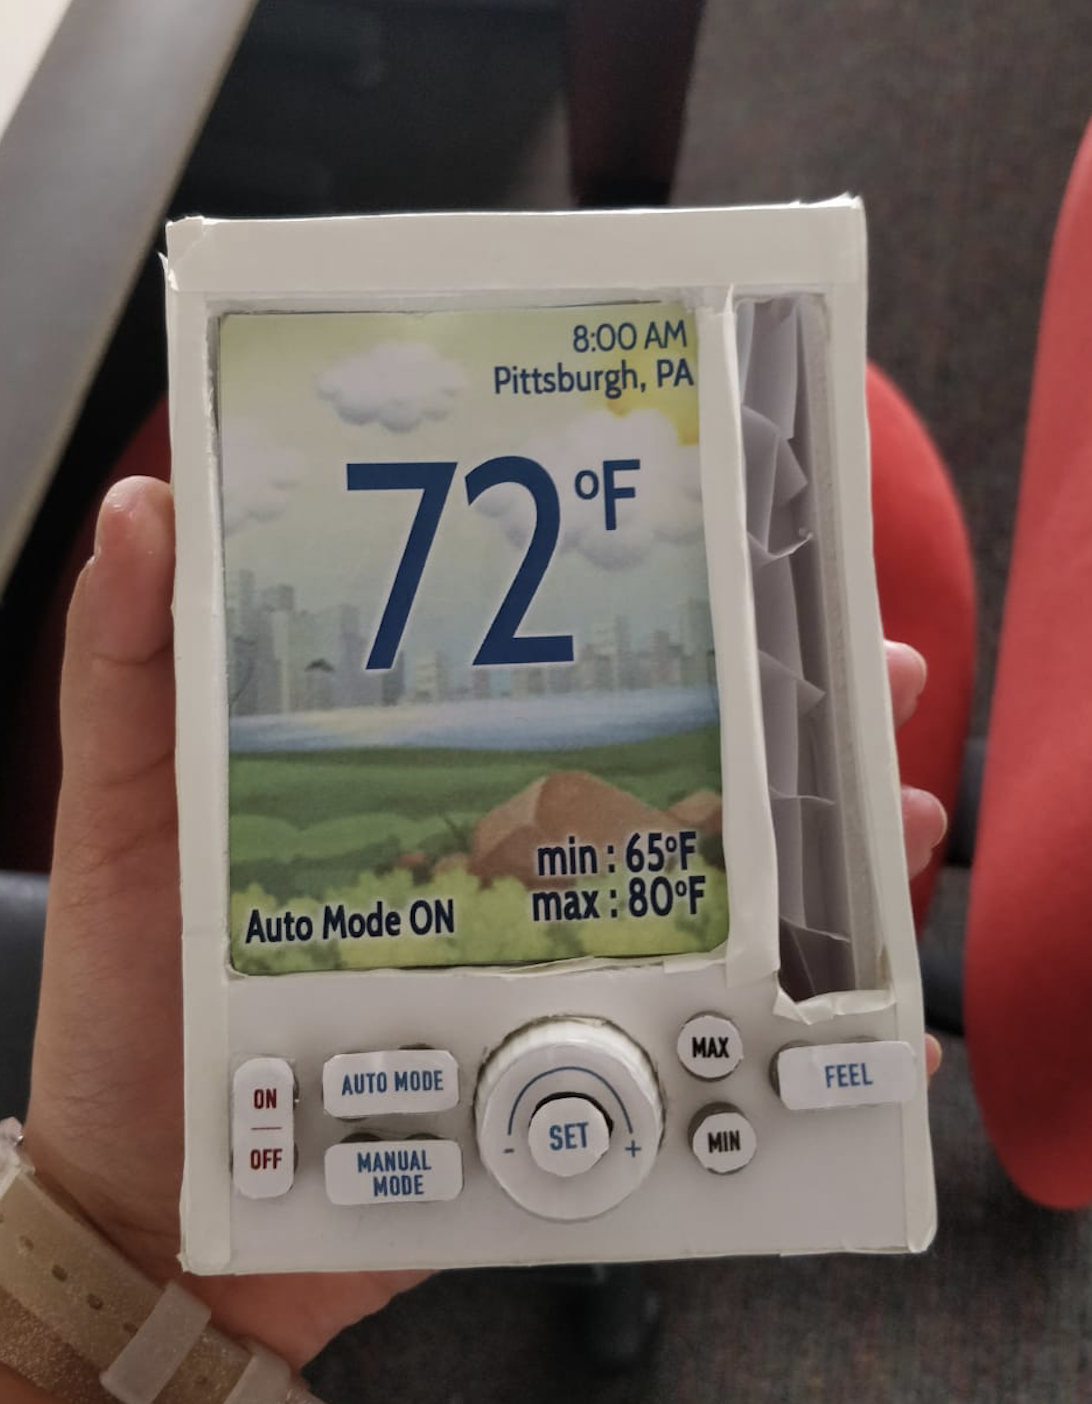 8:00 AM
Pittsburgh, PA
72 °F
min : 65°F
max : 80°F
Auto Mode ON
ON
OFF
AUTO MODE
MANUAL
MODE
- SET +
MAX
MIN
FEEL